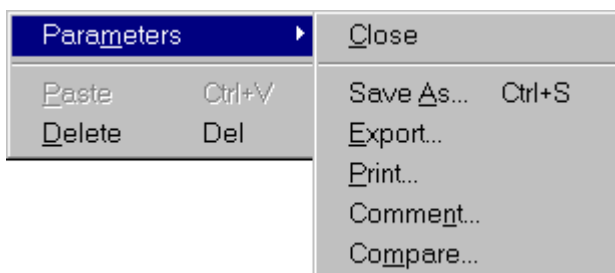 Parameters
Paste Ctrl+V
Delete Del
Close
Save As... Ctrl+S
Export...
Print...
Comment...
Compare...